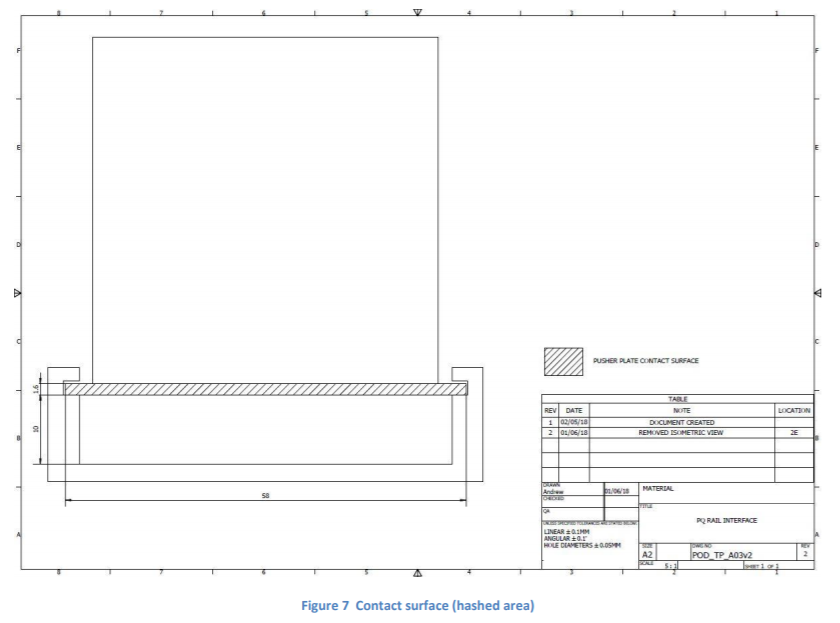 8 7 6 5 4 3 2 1
F F
E E
D D
C C
B B
A A
1.6
10
58
PUSHER PLATE CONTACT SURFACE
TABLE
REV DATE NOTE LOCATION
1 02/05/18 DOCUMENT CREATED
2 01/06/18 REMOVED ISOMETRIC VIEW 2E
DRAWN
Andrew 01/06/18 MATERIAL
CHECKED
QA
TITLE
PQ RAIL INTERFACE
UNLESS SPECIFIED TOLERANCES ARE STATED BELOW:
LINEAR ± 0.1MM
ANGULAR ± 0.1°
HOLE DIAMETERS ± 0.05MM
SIZE DWG NO REV
A2 POD_TP_A03v2 2
SCALE 5 : 1 SHEET 1 OF 1
8 7 6 5 4 3 2 1
Figure 7 Contact surface (hashed area)